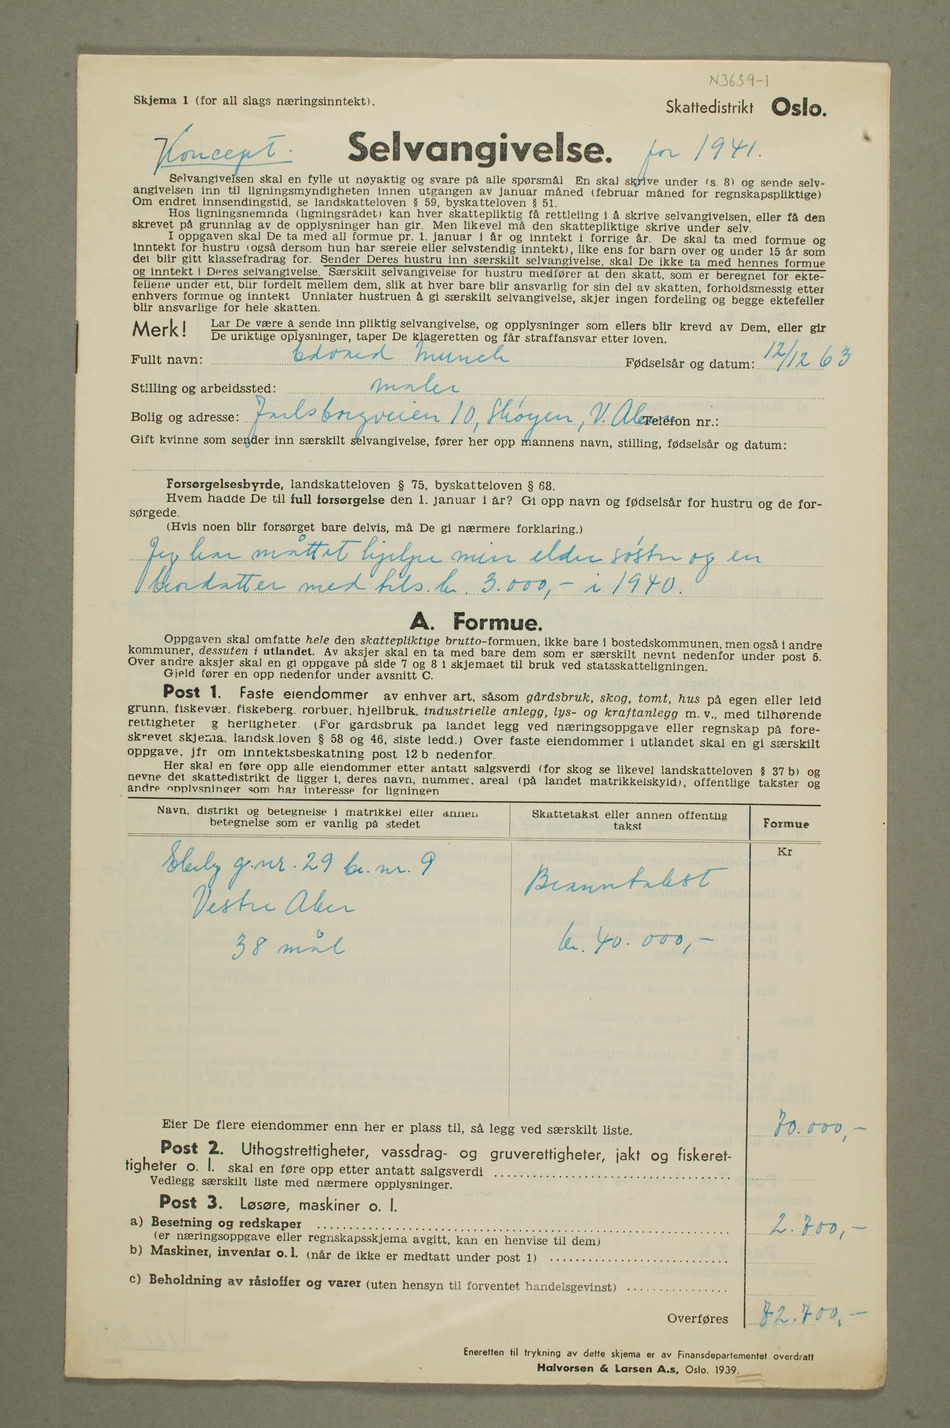 N3659-1
Skjema 1 (for all slags næringsinntekt).
Skattedistrikt Oslo.
Koncept. Selvangivelse. for 1941.
Selvangivelsen skal en fylle ut nøyaktig og svare på alle spørsmål En skal skrive under (s. 8) og sende selv-
angivelsen inn til ligningsmyndigheten innen utgangen av januar måned (februar måned for regnskapspliktige)
Om endret innsendingstid, se landskatteloven § 59, byskatteloven § 51.
Hos ligningsnemnda (ligningsrådet) kan hver skattepliktig få rettleiing i å skrive selvangivelsen, eller få den
skrevet på grunnlag av de opplysninger han gir. Men likevel må den skattepliktige skrive under selv.
I oppgaven skal De ta med all formue pr. 1. januar i år og inntekt i forrige år. De skal ta med formue og
inntekt for hustru (også dersom hun har særeie eller selvstendig inntekt), like ens for barn over og under 15 år som
det blir gitt klassefradrag for. Sender Deres hustru inn særskilt selvangivelse, skal De ikke ta med hennes formue
og inntekt i Deres selvangivelse. Særskilt selvangivelse for hustru medfører at den skatt, som er beregnet for ekte-
fellene under ett, blir fordelt mellem dem, slik at hver bare blir ansvarlig for sin del av skatten, forholdsmessig etter
enhvers formue og inntekt Unnlater hustruen å gi særskilt selvangivelse, skjer ingen fordeling og begge ektefeller
blir ansvarlige for hele skatten.
Merk! Lar De være å sende inn pliktig selvangivelse, og opplysninger som ellers blir krevd av Dem, eller gir
De uriktige oplysninger, taper De klageretten og får straffansvar etter loven.
Fullt navn: Edvard Munch Fødselsår og datum: 12/12 63
Stilling og arbeidssted: maler
Bolig og adresse: Jarlsborgveien 10, Skøyen, V. Aker Telefon nr.:
Gift kvinne som sender inn særskilt selvangivelse, fører her opp mannens navn, stilling, fødselsår og datum:
Forsørgelsesbyrde, landskatteloven § 75, byskatteloven § 68.
Hvem hadde De til full forsørgelse den 1. januar i år? Gi opp navn og fødselsår for hustru og de for-
sørgede.
(Hvis noen blir forsørget bare delvis, må De gi nærmere forklaring.)
Jeg har måttet hjelpe min eldre søster og en
brordatter med tils. kr. 3.000,- i 1940.
A. Formue.
Oppgaven skal omfatte hele den skattepliktige brutto-formuen, ikke bare i bostedskommunen, men også i andre
kommuner, dessuten i utlandet. Av aksjer skal en ta med bare dem som er særskilt nevnt nedenfor under post 5.
Over andre aksjer skal en gi oppgave på side 7 og 8 i skjemaet til bruk ved statsskatteligningen.
Gjeld fører en opp nedenfor under avsnitt C.
Post 1. Faste eiendommer av enhver art, såsom gårdsbruk, skog, tomt, hus på egen eller leid
grunn, fiskevær, fiskeberg, rorbuer, hjellbruk, industrielle anlegg, lys- og kraftanlegg m. v., med tilhørende
rettigheter g herligheter. (For gårdsbruk på landet legg ved næringsoppgave eller regnskap på fore-
skrevet skjema, landsk.loven § 58 og 46, siste ledd.) Over faste eiendommer i utlandet skal en gi særskilt
oppgave, jfr om inntektsbeskatning post 12 b nedenfor.
Her skal en føre opp alle eiendommer etter antatt salgsverdi (for skog se likevel landskatteloven § 37 b) og
nevne det skattedistrikt de ligger i, deres navn, nummer, areal (på landet matrikkelskyld), offentlige takster og
andre opplysninger som har interesse for ligningen
Navn, distrikt og betegnelse i matrikkel eller annen
betegnelse som er vanlig på stedet
Skattetakst eller annen offentlig
takst
Formue
Kr
Ekely g.nr. 29 br. nr. 9
Branntakst
Vestre Aker
38 mål
kr. 40.000,-
Eier De flere eiendommer enn her er plass til, så legg ved særskilt liste. 70.000,-
Post 2. Uthogstrettigheter, vassdrag- og gruverettigheter, jakt og fiskeret-
tigheter o. l. skal en føre opp etter antatt salgsverdi
Vedlegg særskilt liste med nærmere opplysninger.
Post 3. Løsøre, maskiner o. l.
a) Besetning og redskaper 2.700,-
(er næringsoppgave eller regnskapsskjema avgitt, kan en henvise til dem)
b) Maskiner, inventar o. l. (når de ikke er medtatt under post 1)
c) Beholdning av råstoffer og varer (uten hensyn til forventet handelsgevinst)
Overføres 72.700,-
Eneretten til trykning av dette skjema er av Finansdepartementet overdratt
Halvorsen & Larsen A.s, Oslo. 1939.